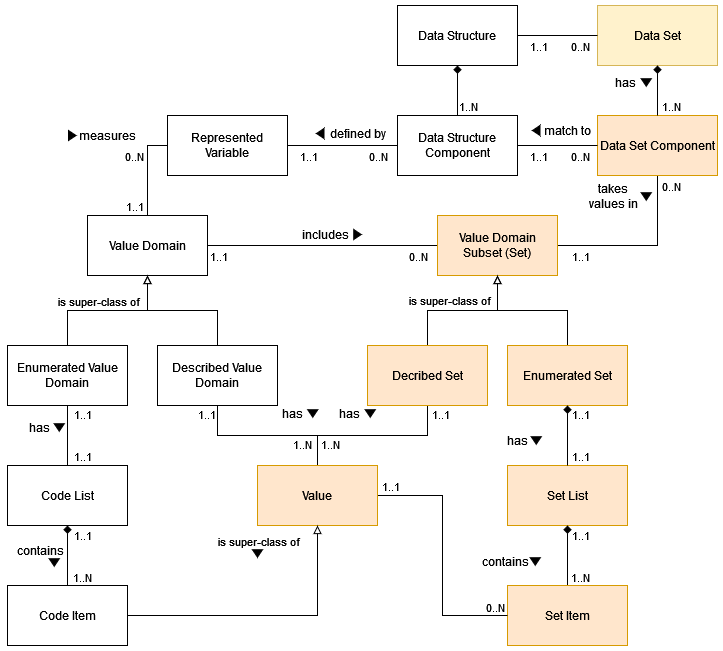 Data Structure
Data Set
1..1
0..N
has
1..N
1..N
measures
Represented
Variable
defined by
Data Structure
Component
match to
Data Set Component
0..N
1..1
0..N
1..1
0..N
takes
values in
0..N
1..1
Value Domain
includes
Value Domain
Subset (Set)
1..1
0..N
1..1
is super-class of
is super-class of
Enumerated Value
Domain
Described Value
Domain
Decribed Set
Enumerated Set
1..1
1..1
has
has
1..1
1..1
has
has
1..N
1..N
1..1
1..1
Code List
Value
1..1
Set List
1..1
1..1
is super-class of
contains
contains
1..N
1..N
Code Item
0..N
Set Item